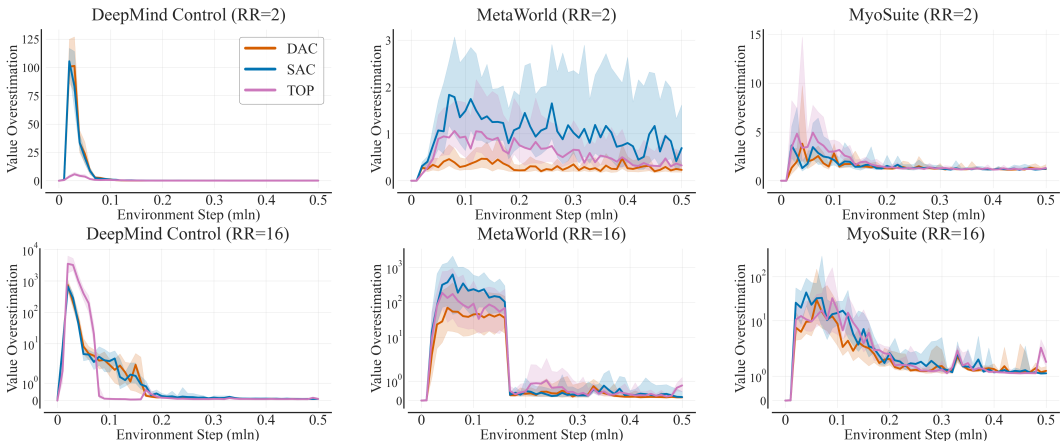 DeepMind Control (RR=2)
Value Overestimation
125
100
75
50
25
0
0 0.1 0.2 0.3 0.4 0.5
Environment Step (mln)
DAC
SAC
TOP
MetaWorld (RR=2)
Value Overestimation
3
2
1
0
0 0.1 0.2 0.3 0.4 0.5
Environment Step (mln)
MyoSuite (RR=2)
Value Overestimation
15
10
5
0
0 0.1 0.2 0.3 0.4 0.5
Environment Step (mln)
DeepMind Control (RR=16)
Value Overestimation
10⁴
10³
10²
10¹
10⁰
0
0 0.1 0.2 0.3 0.4 0.5
Environment Step (mln)
MetaWorld (RR=16)
Value Overestimation
10³
10²
10¹
10⁰
0
0 0.1 0.2 0.3 0.4 0.5
Environment Step (mln)
MyoSuite (RR=16)
Value Overestimation
10²
10¹
10⁰
0
0 0.1 0.2 0.3 0.4 0.5
Environment Step (mln)